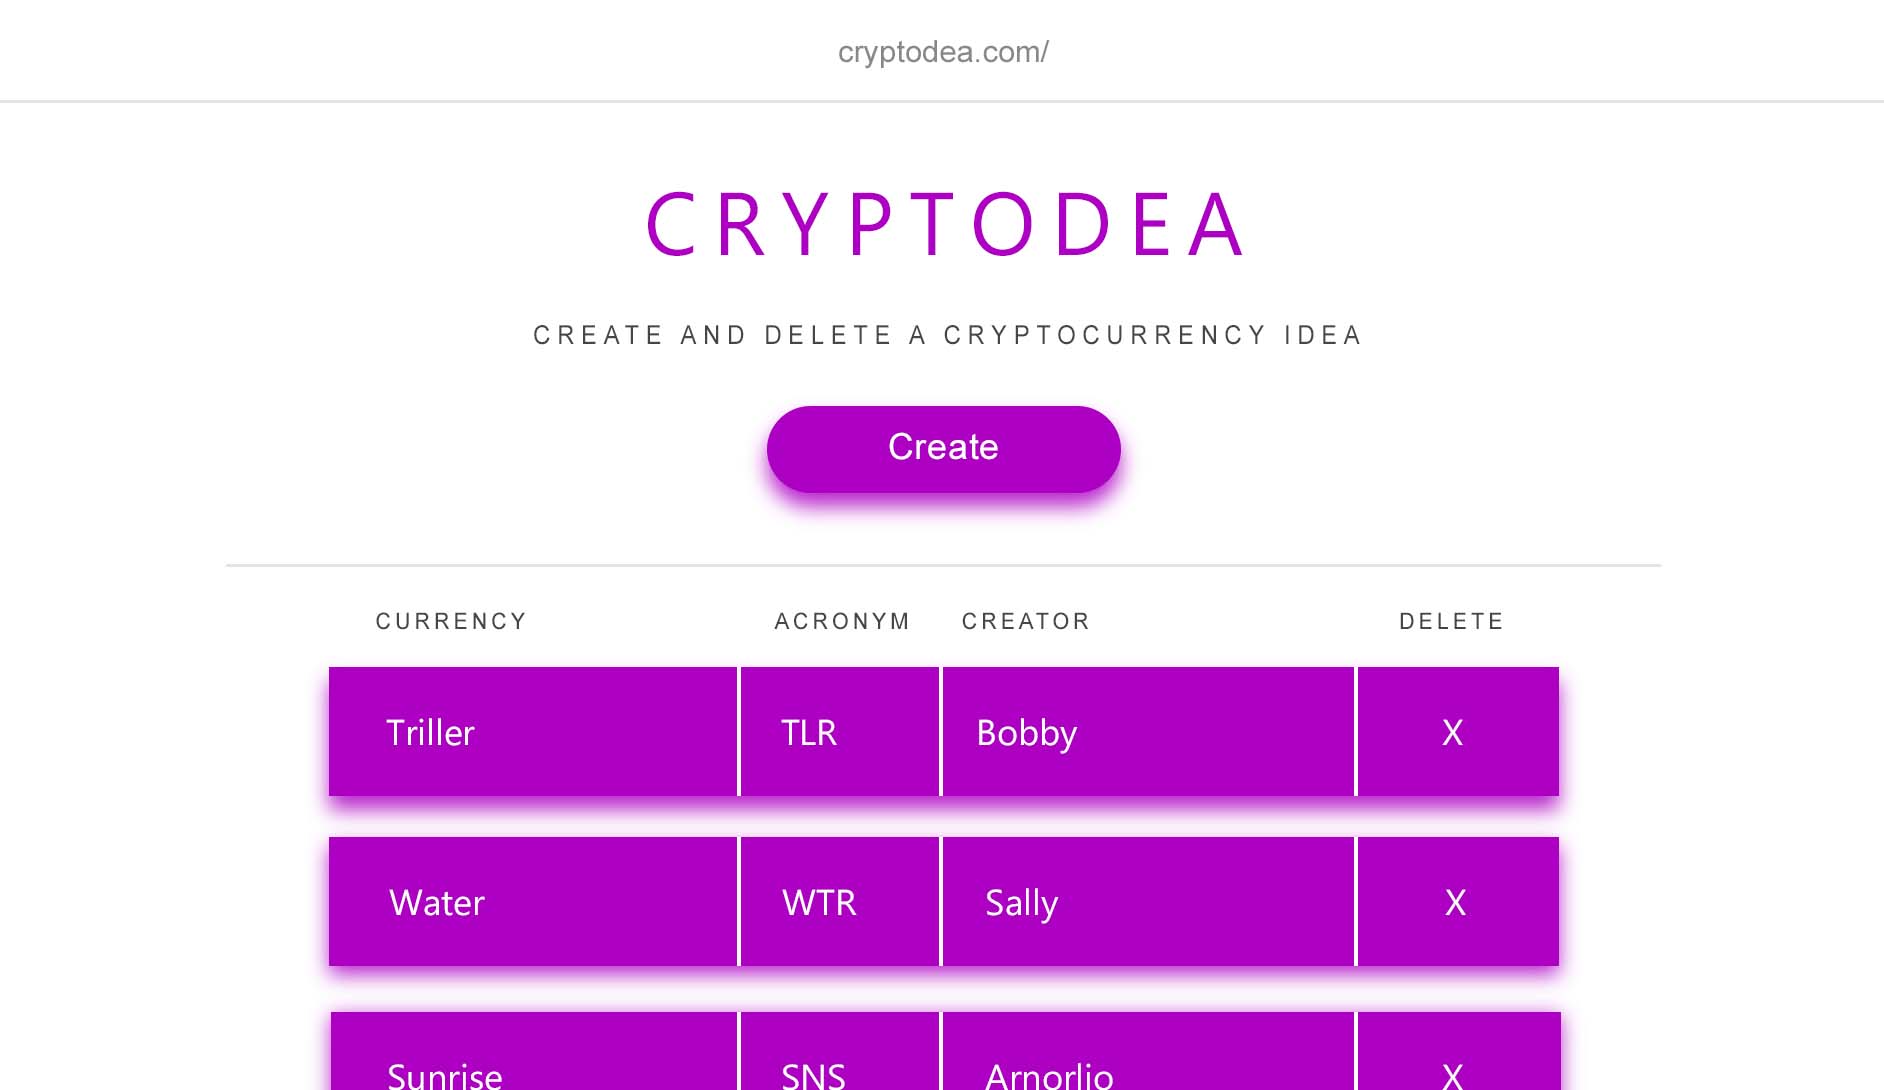 cryptodea.com/
CRYPTODEA
CREATE AND DELETE A CRYPTOCURRENCY IDEA
Create
CURRENCY ACRONYM CREATOR DELETE
Triller TLR Bobby X
Water WTR Sally X
Sunrise SNS Arnorlio X